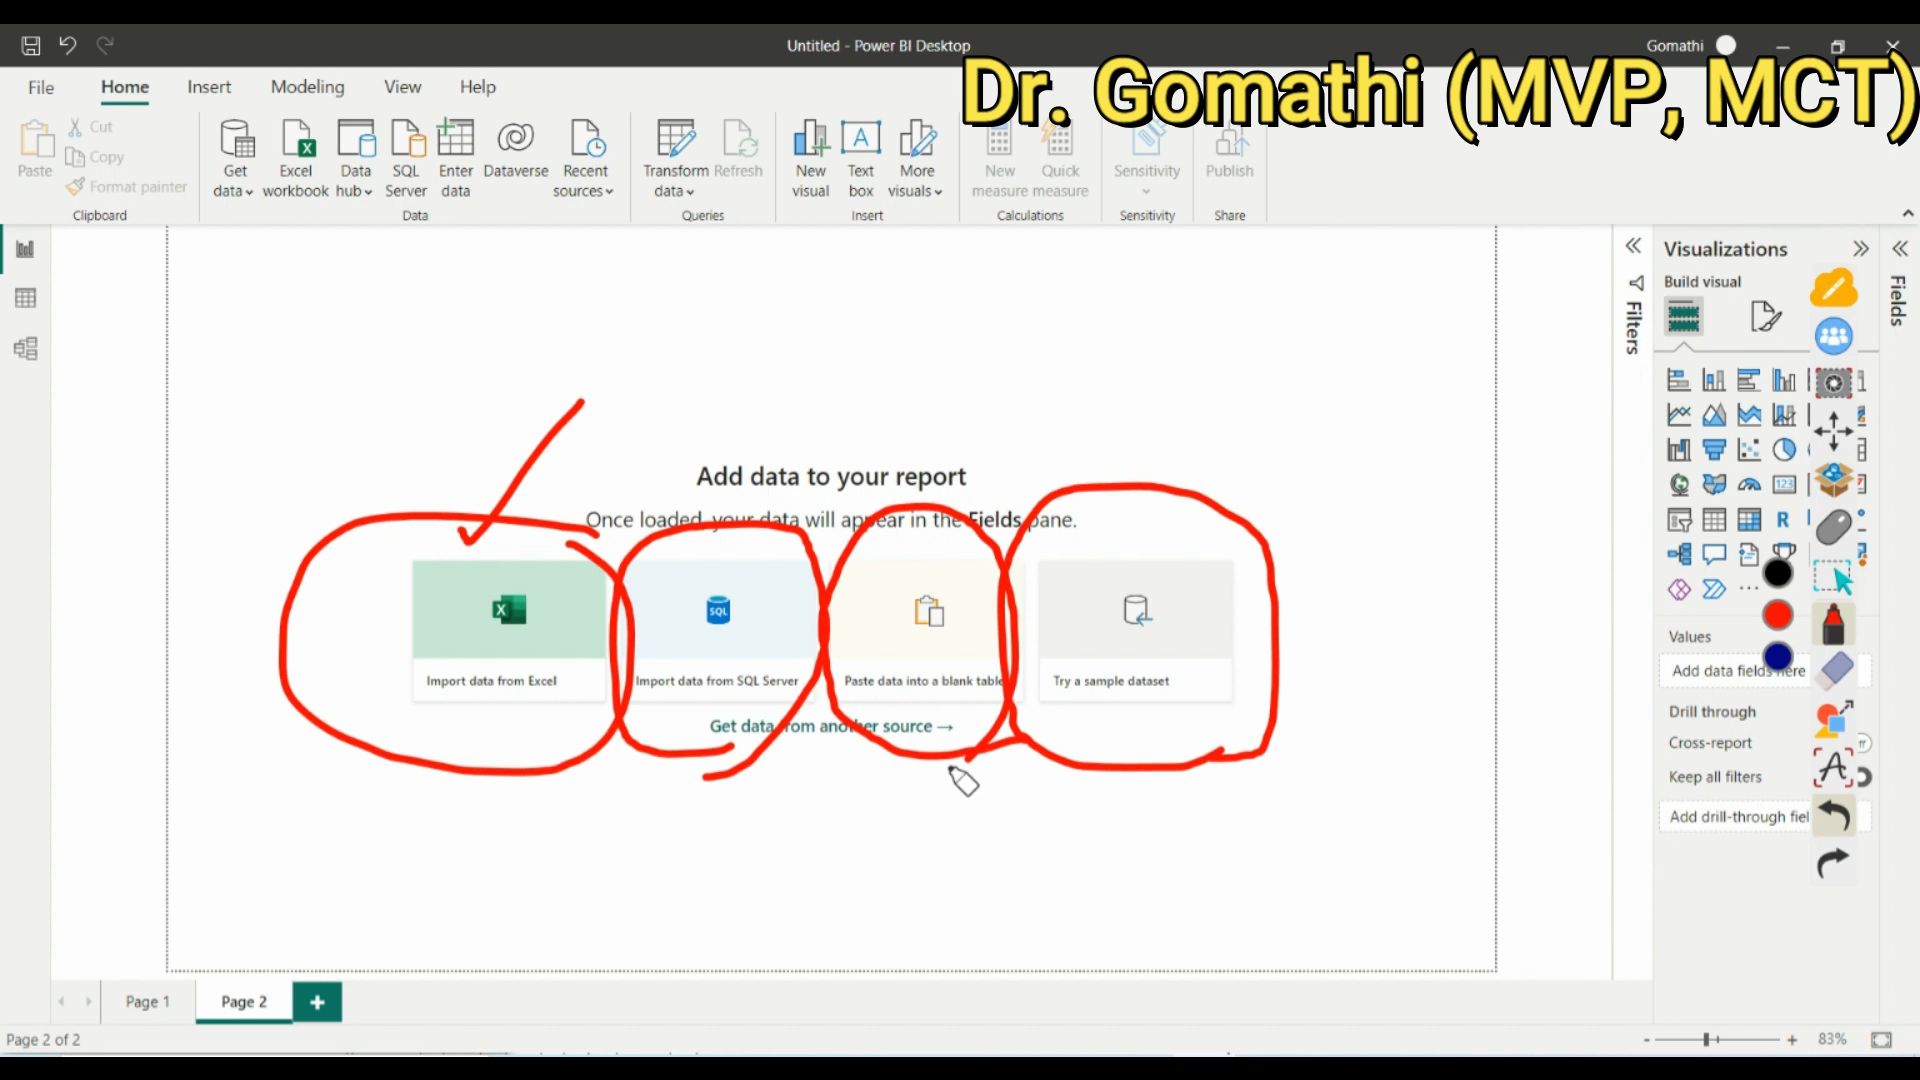 Untitled - Power BI Desktop
Gomathi
Dr. Gomathi (MVP, MCT)
File
Home
Insert
Modeling
View
Help
Paste
Cut
Copy
Format painter
Clipboard
Get data
Excel workbook
Data hub
SQL Server
Enter data
Dataverse
Recent sources
Data
Transform data
Refresh
Queries
New visual
Text box
More visuals
Insert
New measure
Quick measure
Calculations
Sensitivity
Sensitivity
Publish
Share
Filters
Visualizations
Build visual
Fields
Add data to your report
Once loaded, your data will appear in the Fields pane.
SQL
Import data from Excel
Import data from SQL Server
Paste data into a blank table
Try a sample dataset
Get data from another source →
123
R
Values
Add data fields here
Drill through
Cross-report
Keep all filters
Add drill-through fiel
Page 1
Page 2
Page 2 of 2
83%